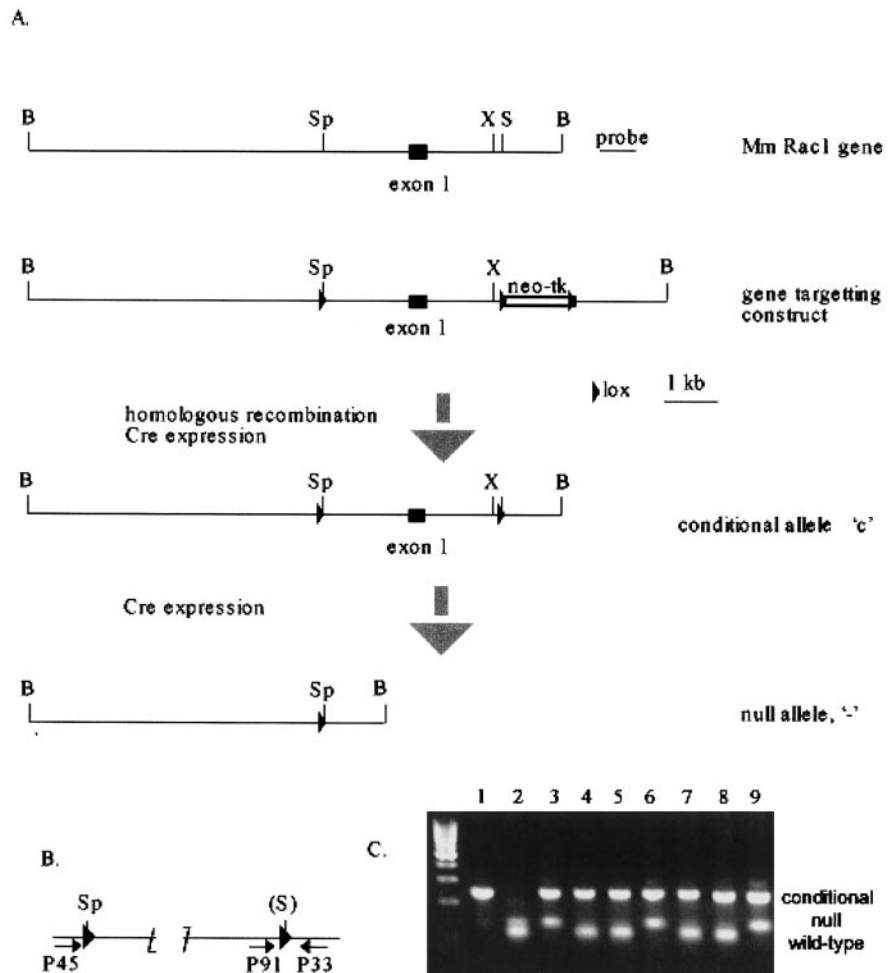 A.
B Sp X S B
probe
Mm Rac1 gene
exon 1
B Sp X B
neo-tk
gene targetting
construct
exon 1
lox 1 kb
homologous recombination
Cre expression
B Sp X B
conditional allele 'c'
exon 1
Cre expression
B Sp B
null allele, '-'
B.
Sp (S)
P45 P91 P33
C.
1 2 3 4 5 6 7 8 9
conditional
null
wild-type